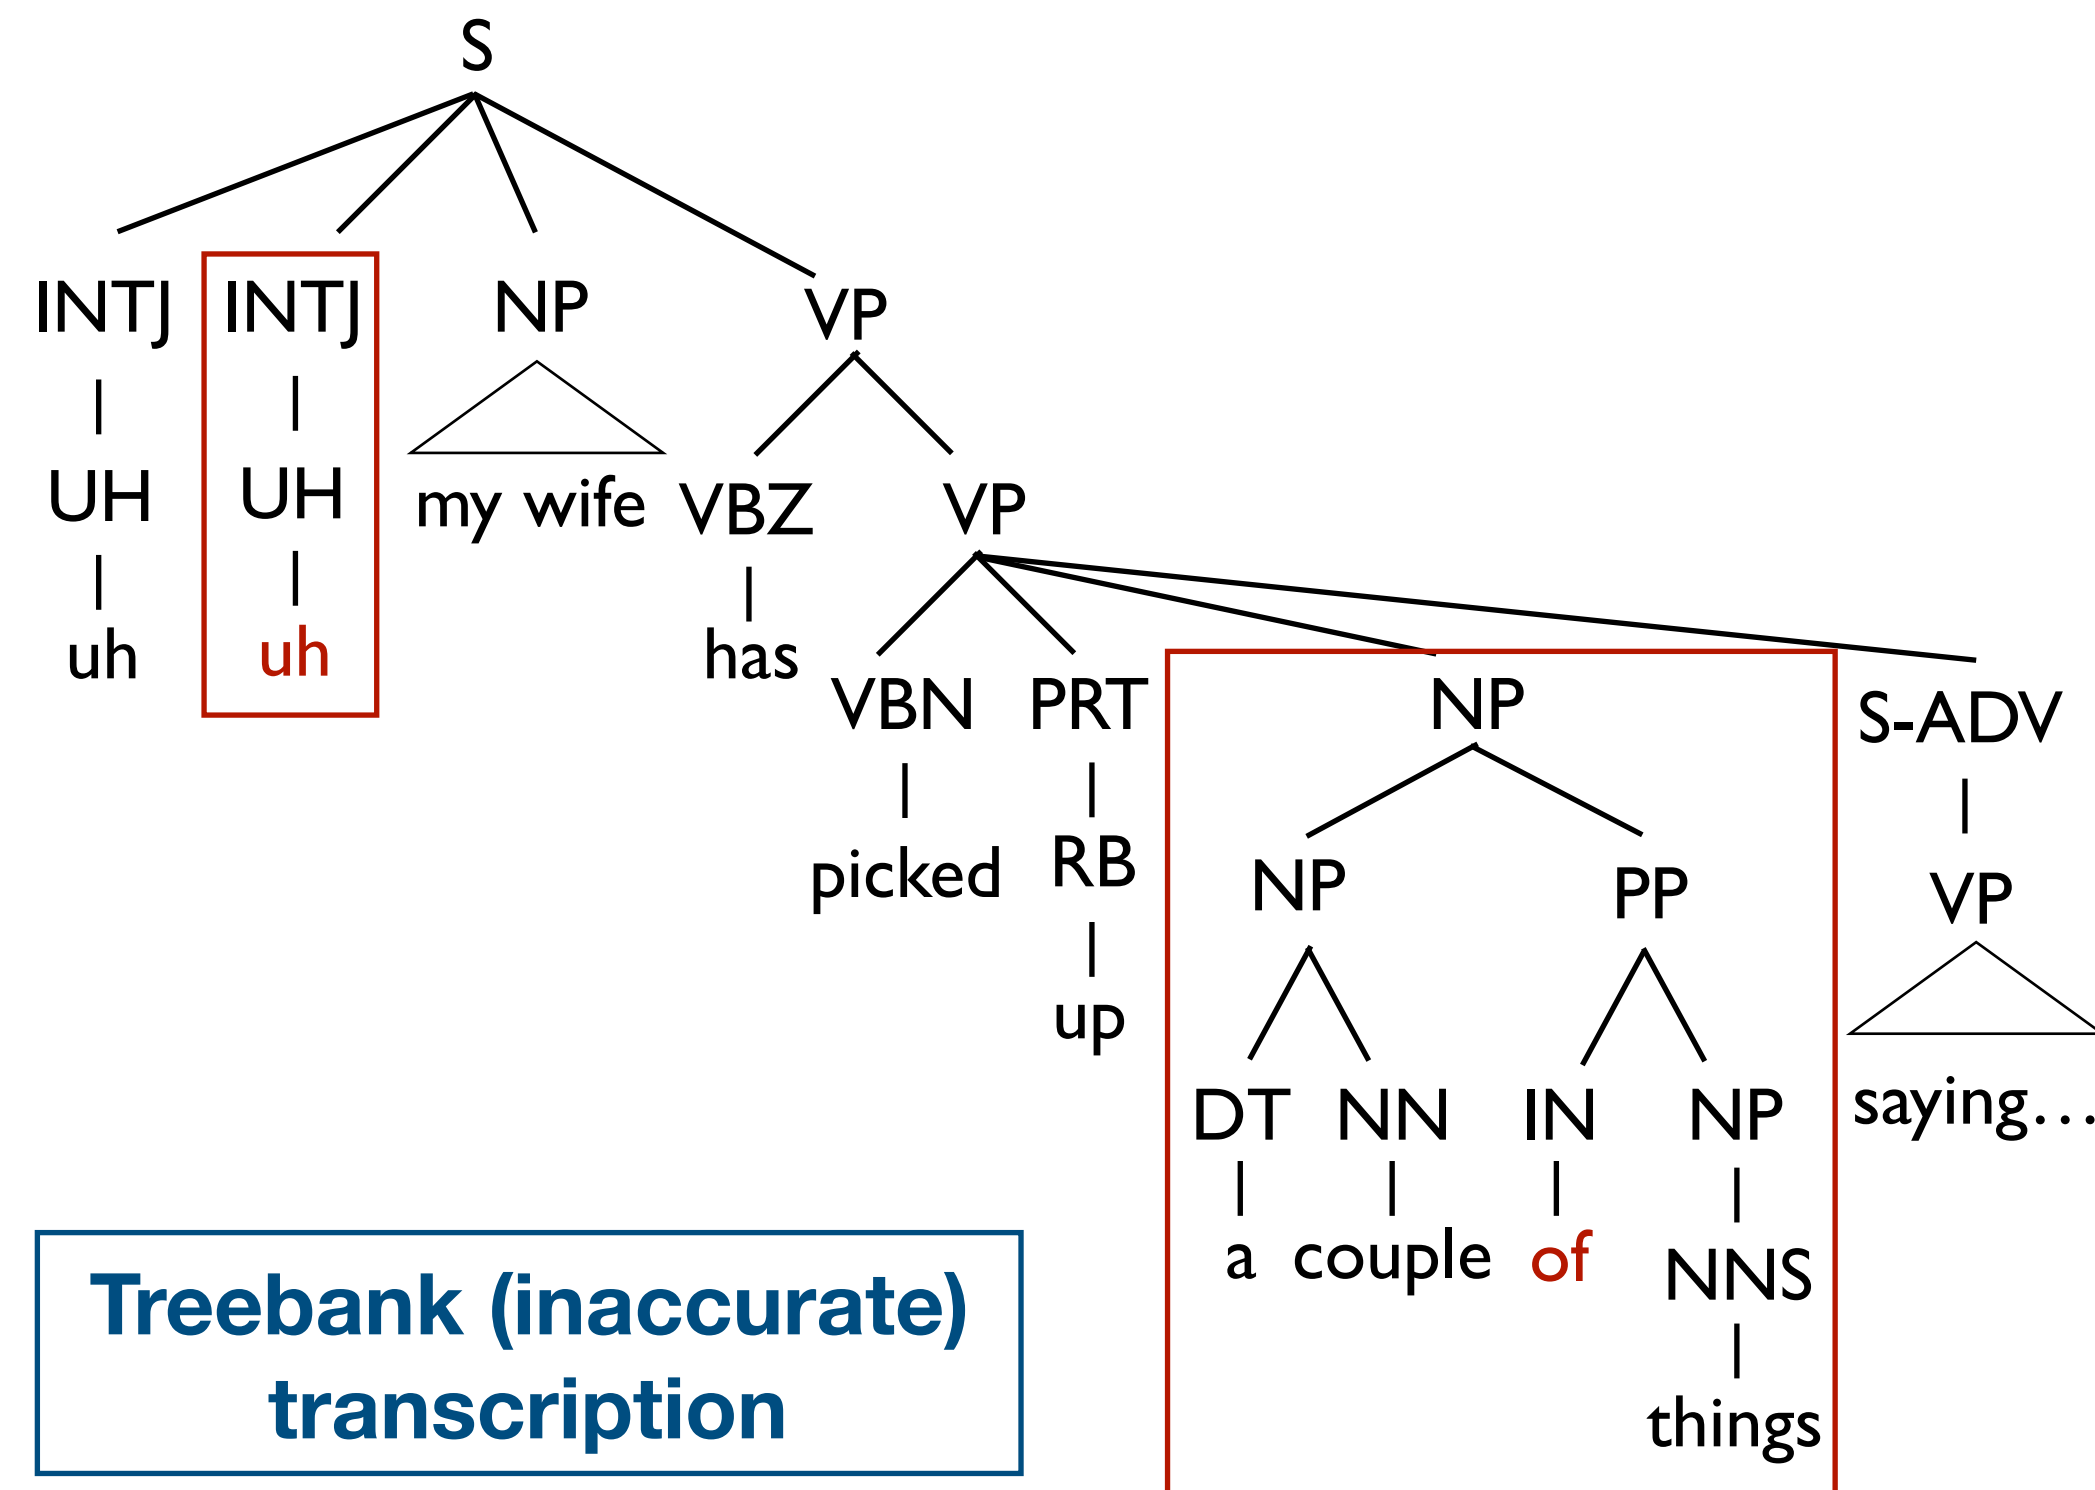 S
INTJ INTJ NP VP
UH UH my wife VBZ VP
uh uh has
VBN PRT NP S-ADV
picked RB NP PP VP
up
DT NN IN NP saying…
a couple of NNS
things
Treebank (inaccurate)
transcription